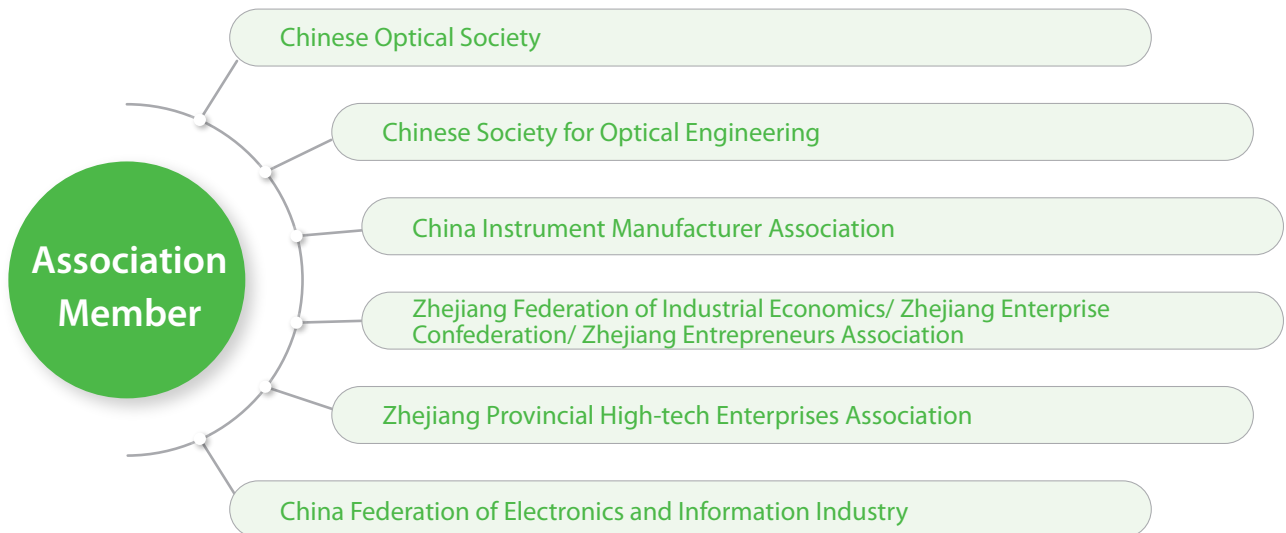 Chinese Optical Society
Chinese Society for Optical Engineering
China Instrument Manufacturer Association
Association
Member
Zhejiang Federation of Industrial Economics/ Zhejiang Enterprise
Confederation/ Zhejiang Entrepreneurs Association
Zhejiang Provincial High-tech Enterprises Association
China Federation of Electronics and Information Industry